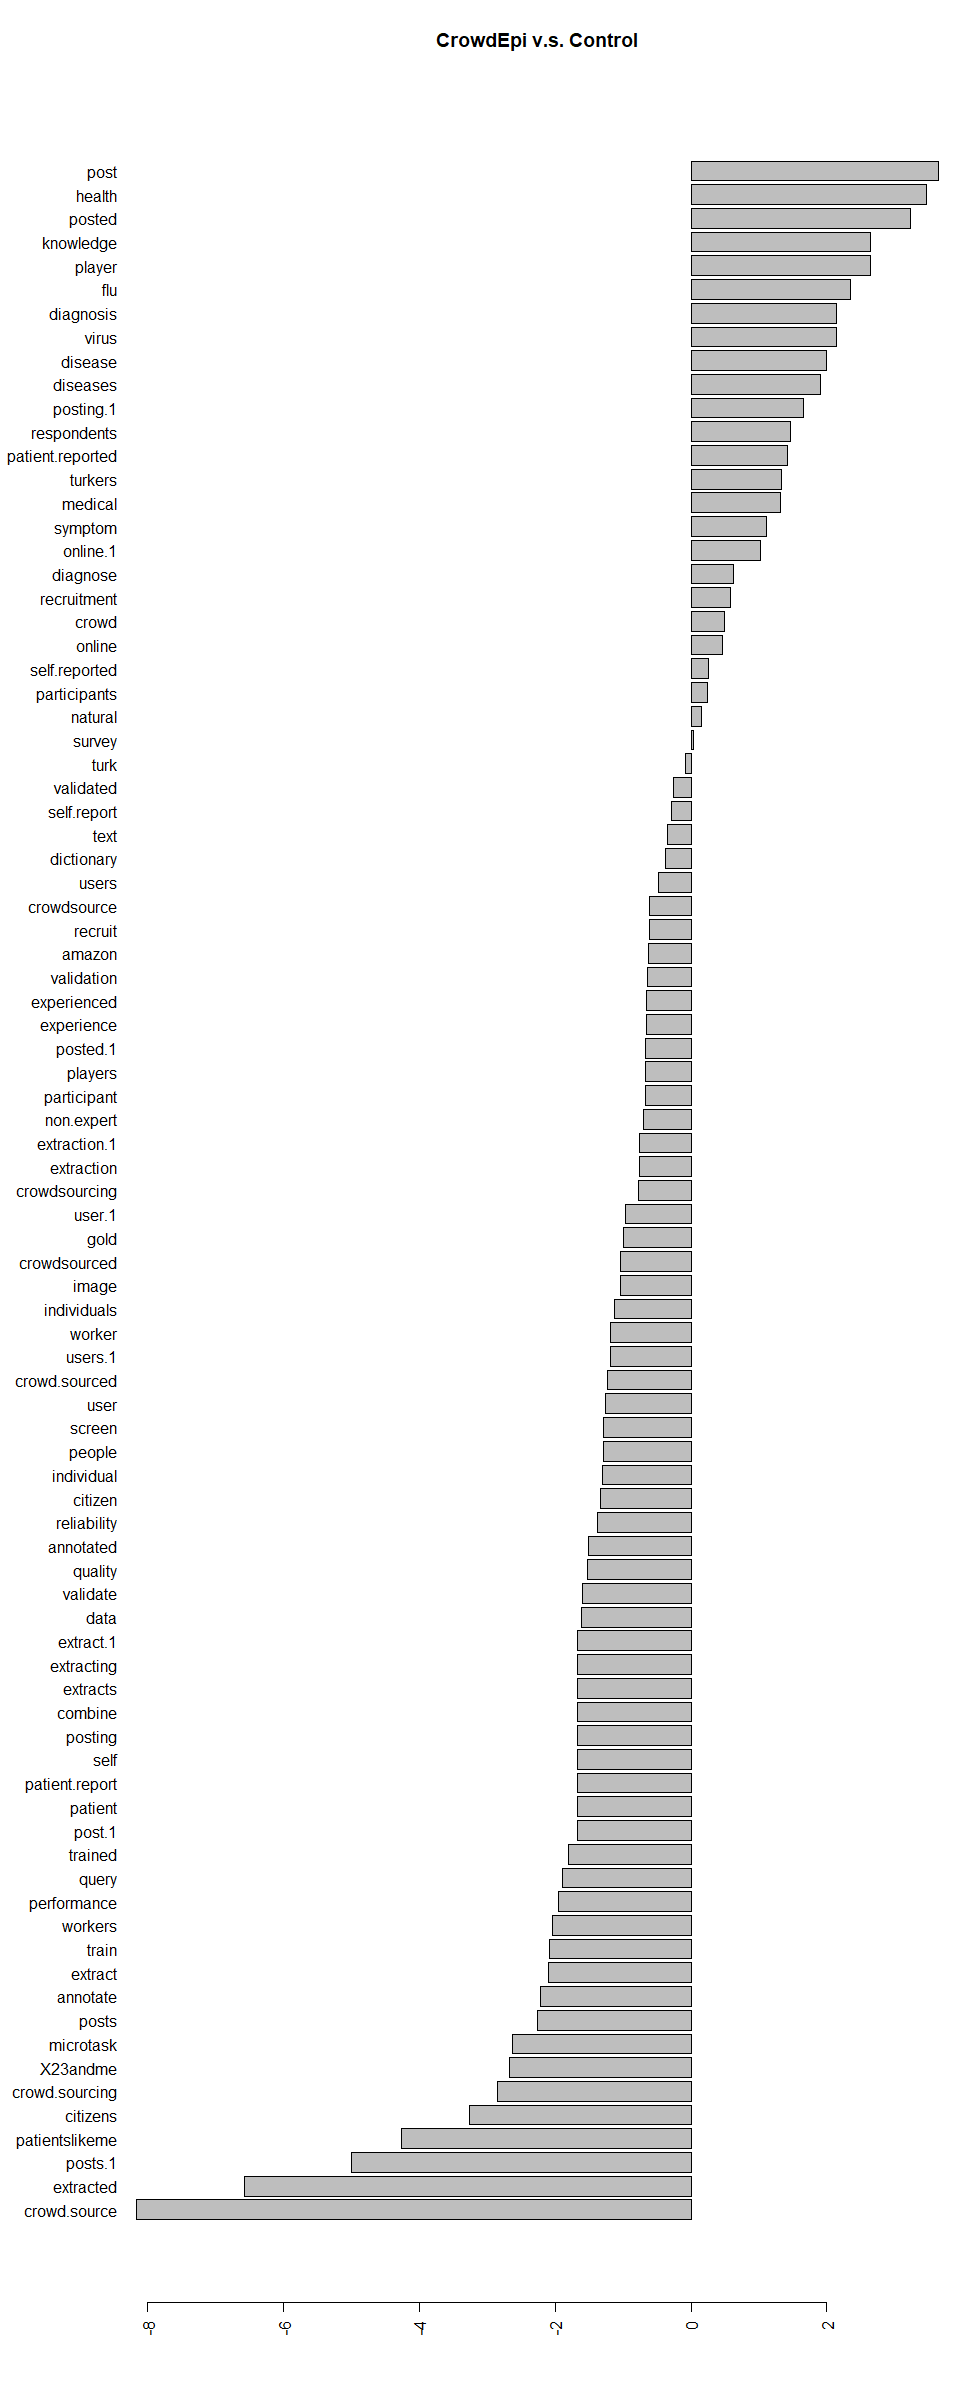 CrowdEpi v.s. Control
post
health
posted
knowledge
player
flu
diagnosis
virus
disease
diseases
posting.1
respondents
patient.reported
turkers
medical
symptom
online.1
diagnose
recruitment
crowd
online
self.reported
participants
natural
survey
turk
validated
self.report
text
dictionary
users
crowdsource
recruit
amazon
validation
experienced
experience
posted.1
players
participant
non.expert
extraction.1
extraction
crowdsourcing
user.1
gold
crowdsourced
image
individuals
worker
users.1
crowd.sourced
user
screen
people
individual
citizen
reliability
annotated
quality
validate
data
extract.1
extracting
extracts
combine
posting
self
patient.report
patient
post.1
trained
query
performance
workers
train
extract
annotate
posts
microtask
X23andme
crowd.sourcing
citizens
patientslikeme
posts.1
extracted
crowd.source
-8 -6 -4 -2 0 2